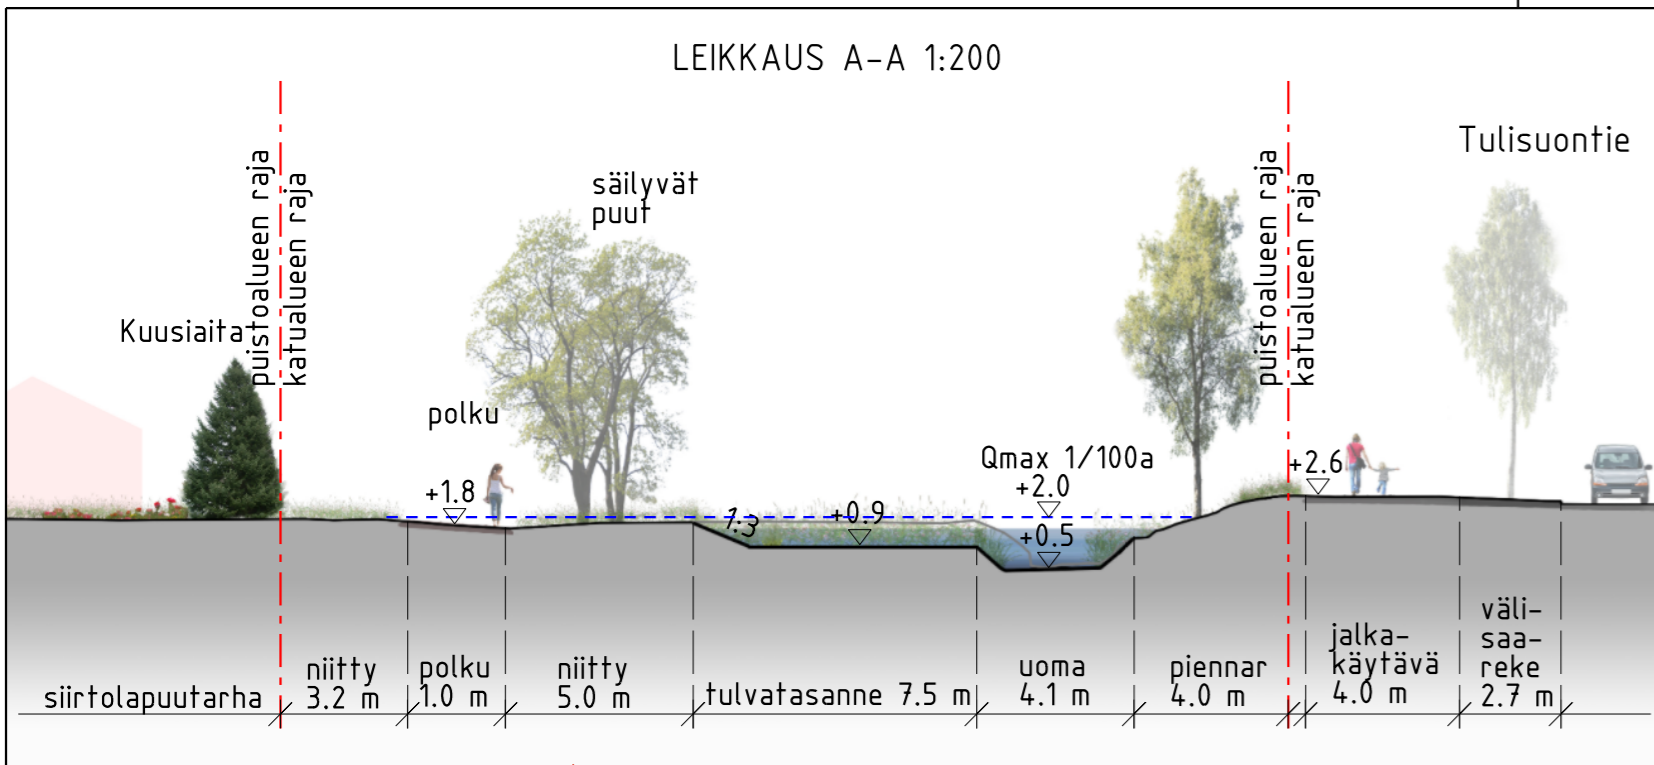 LEIKKAUS A-A 1:200
Tulisuontie
puistoalueen raja
katualueen raja
säilyvät
puut
puistoalueen raja
katualueen raja
Kuusiaita
polku
Qmax 1/100a
+2.0
+2.6
+1.8
1:3
+0.9
+0.5
siirtolapuutarha
niitty
3.2 m
polku
1.0 m
niitty
5.0 m
tulvatasanne 7.5 m
uoma
4.1 m
piennar
4.0 m
jalka-
käytävä
4.0 m
väli-
saa-
reke
2.7 m